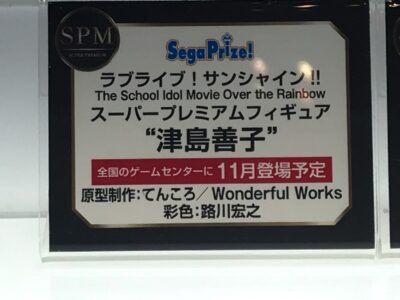 SPM
SUPER PREMIUM
SegaPrize!
ラブライブ！サンシャイン!!
The School Idol Movie Over the Rainbow
スーパープレミアムフィギュア
“津島善子”
全国のゲームセンターに 11月登場予定
原型制作：てんころ／Wonderful Works
彩色：路川宏之